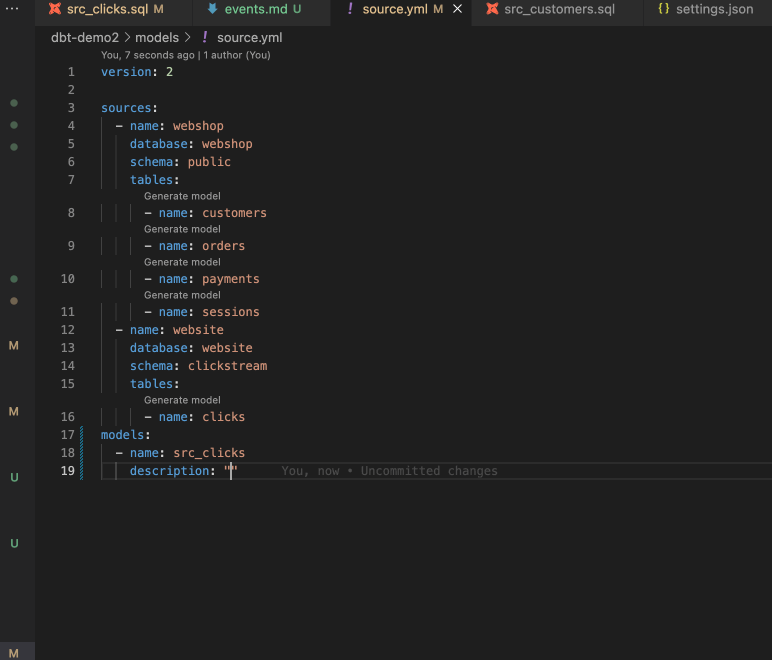 ... src_clicks.sql M events.md U ! source.yml M × src_customers.sql {} settings.json
dbt-demo2 > models > ! source.yml
You, 7 seconds ago | 1 author (You)
1 version: 2
2
3 sources:
4 - name: webshop
5 database: webshop
6 schema: public
7 tables:
Generate model
8 - name: customers
Generate model
9 - name: orders
Generate model
10 - name: payments
Generate model
11 - name: sessions
12 - name: website
M
13 database: website
14 schema: clickstream
15 tables:
Generate model
M
16 - name: clicks
17 models:
18 - name: src_clicks
19 description: "" You, now • Uncommitted changes
U
U
M